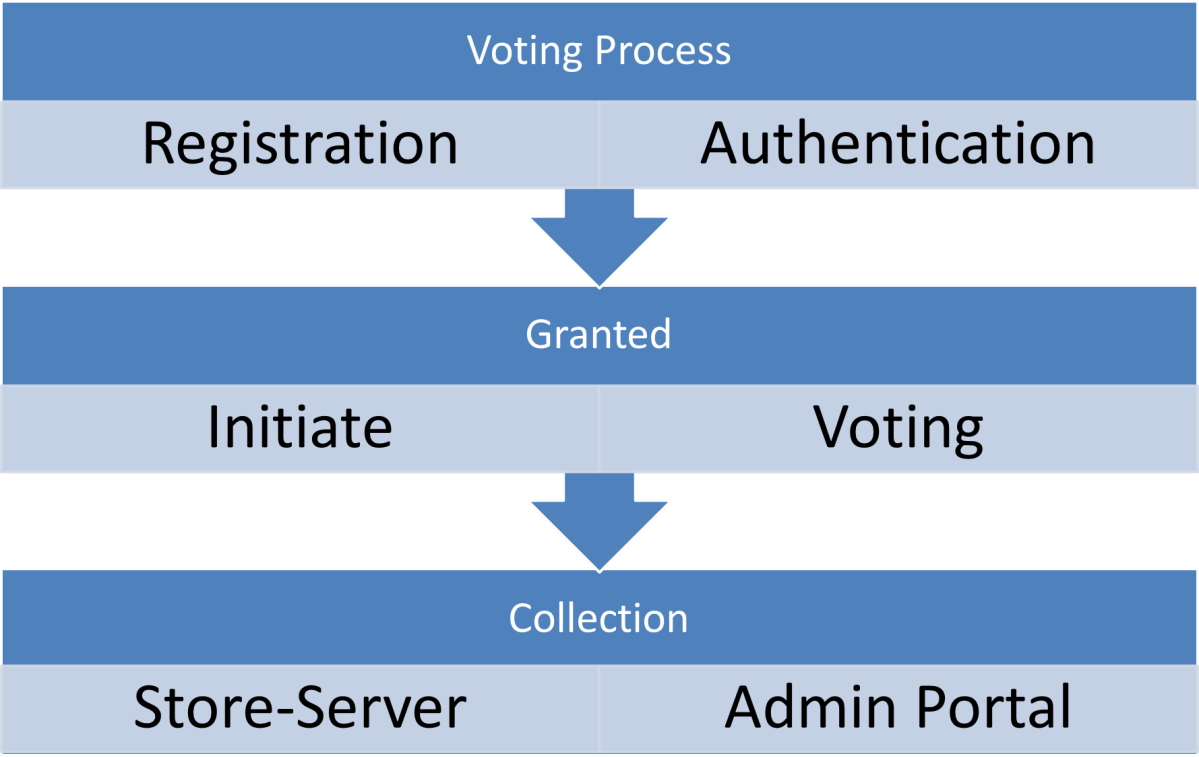 Voting Process
Registration
Authentication
Granted
Initiate
Voting
Collection
Store-Server
Admin Portal